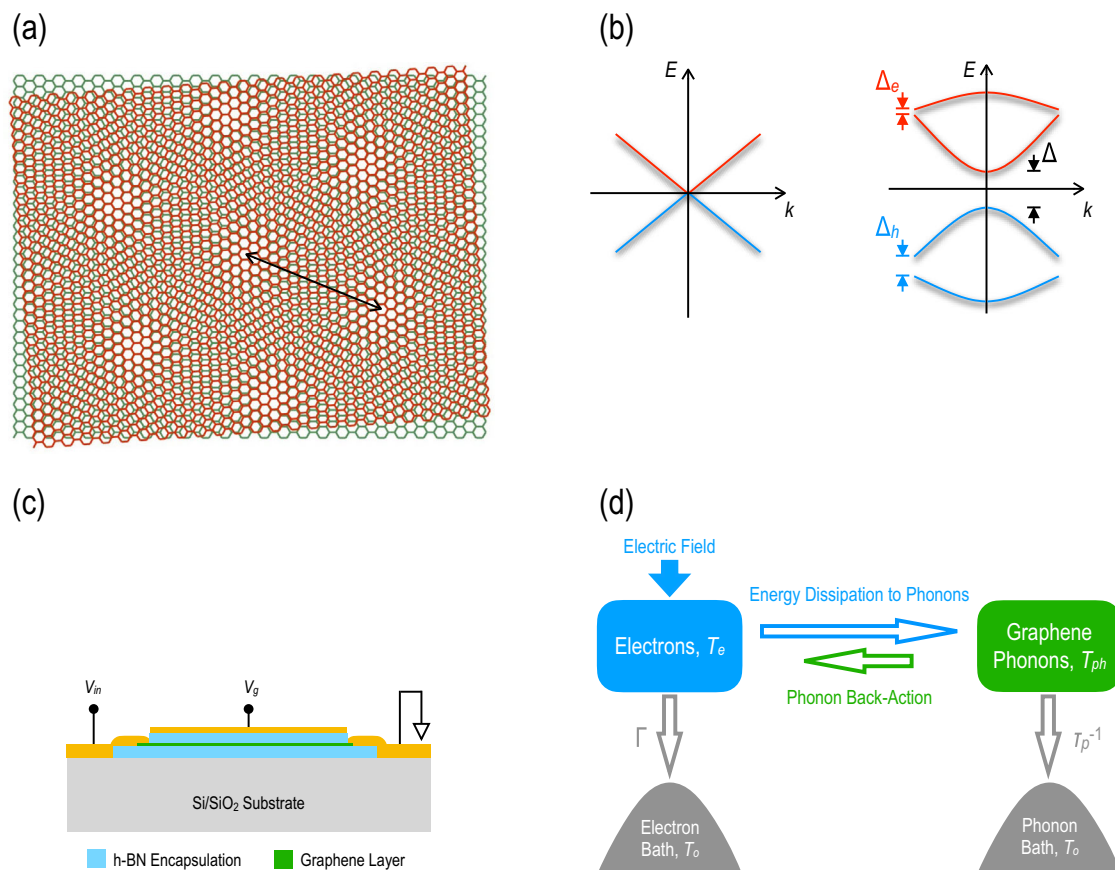 (a)
(b)
E
k
E
Δe
Δ
k
Δh
(c)
Vin
Vg
Si/SiO2 Substrate
h-BN Encapsulation
Graphene Layer
(d)
Electric Field
Electrons, Te
Energy Dissipation to Phonons
Phonon Back-Action
Graphene
Phonons, Tph
Γ
τp-1
Electron
Bath, To
Phonon
Bath, To